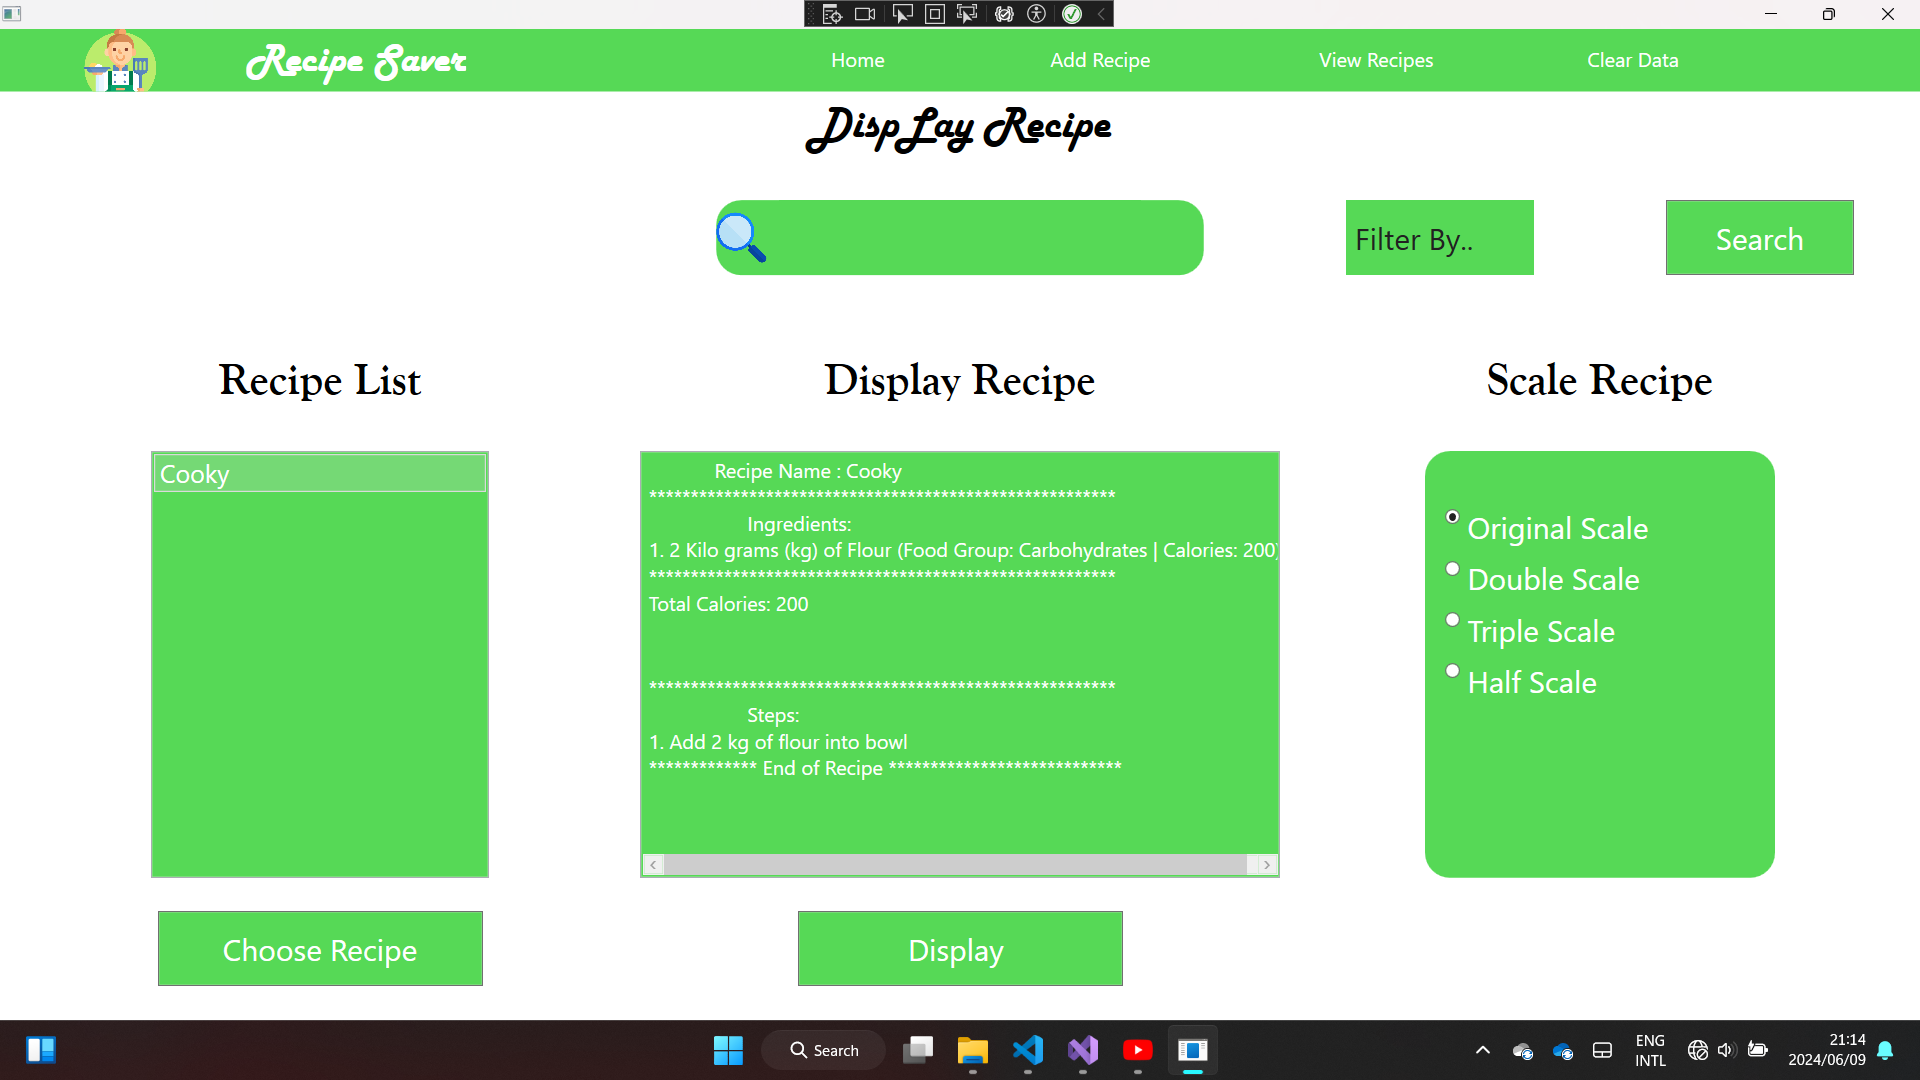 Recipe Saver
Home
Add Recipe
View Recipes
Clear Data
DispLay Recipe
Filter By..
Search
Recipe List
Display Recipe
Scale Recipe
Cooky
Recipe Name : Cooky
********************************************************
Ingredients:
1. 2 Kilo grams (kg) of Flour (Food Group: Carbohydrates | Calories: 200)
********************************************************
Total Calories: 200
********************************************************
Steps:
1. Add 2 kg of flour into bowl
************* End of Recipe ****************************
Original Scale
Double Scale
Triple Scale
Half Scale
Choose Recipe
Display
Search
ENG
INTL
21:14
2024/06/09